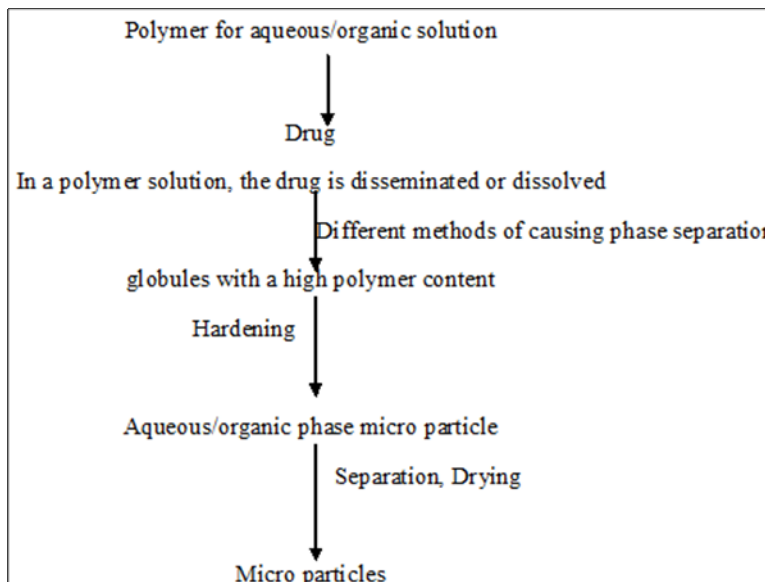 Polymer for aqueous/organic solution
Drug
In a polymer solution, the drug is disseminated or dissolved
Different methods of causing phase separation
globules with a high polymer content
Hardening
Aqueous/organic phase micro particle
Separation, Drying
Micro particles